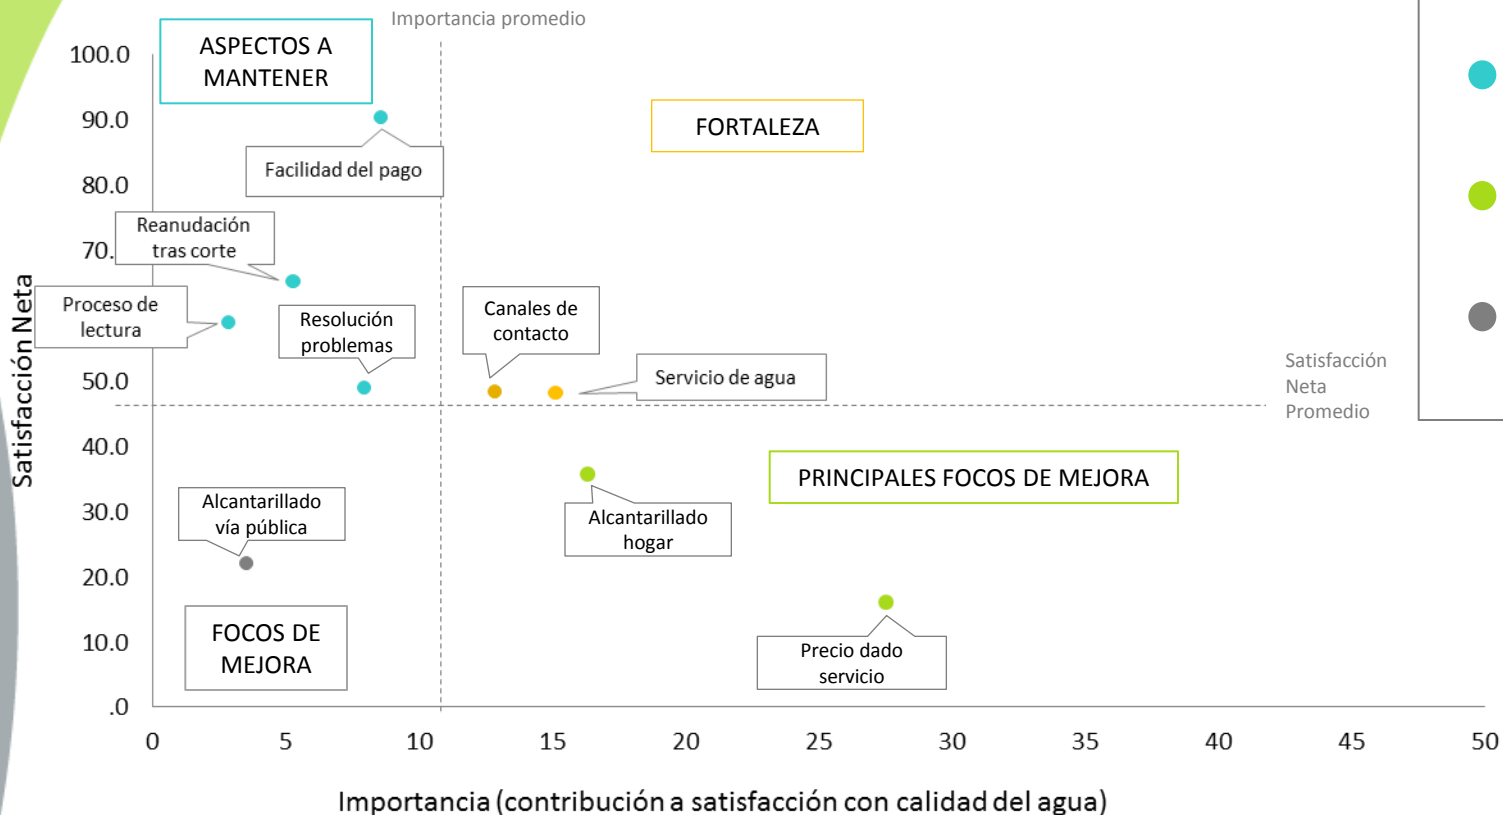 Importancia promedio
ASPECTOS A
MANTENER
FORTALEZA
100.0
90.0
80.0
70.
50.0
40.0
30.0
20.0
10.0
.0
Satisfacción Neta
Facilidad del pago
Reanudación
tras corte
Proceso de
lectura
Resolución
problemas
Canales de
contacto
Servicio de agua
Satisfacción
Neta
Promedio
PRINCIPALES FOCOS DE MEJORA
Alcantarillado
vía pública
Alcantarillado
hogar
FOCOS DE
MEJORA
Precio dado
servicio
0 5 10 15 20 25 30 35 40 45 50
Importancia (contribución a satisfacción con calidad del agua)